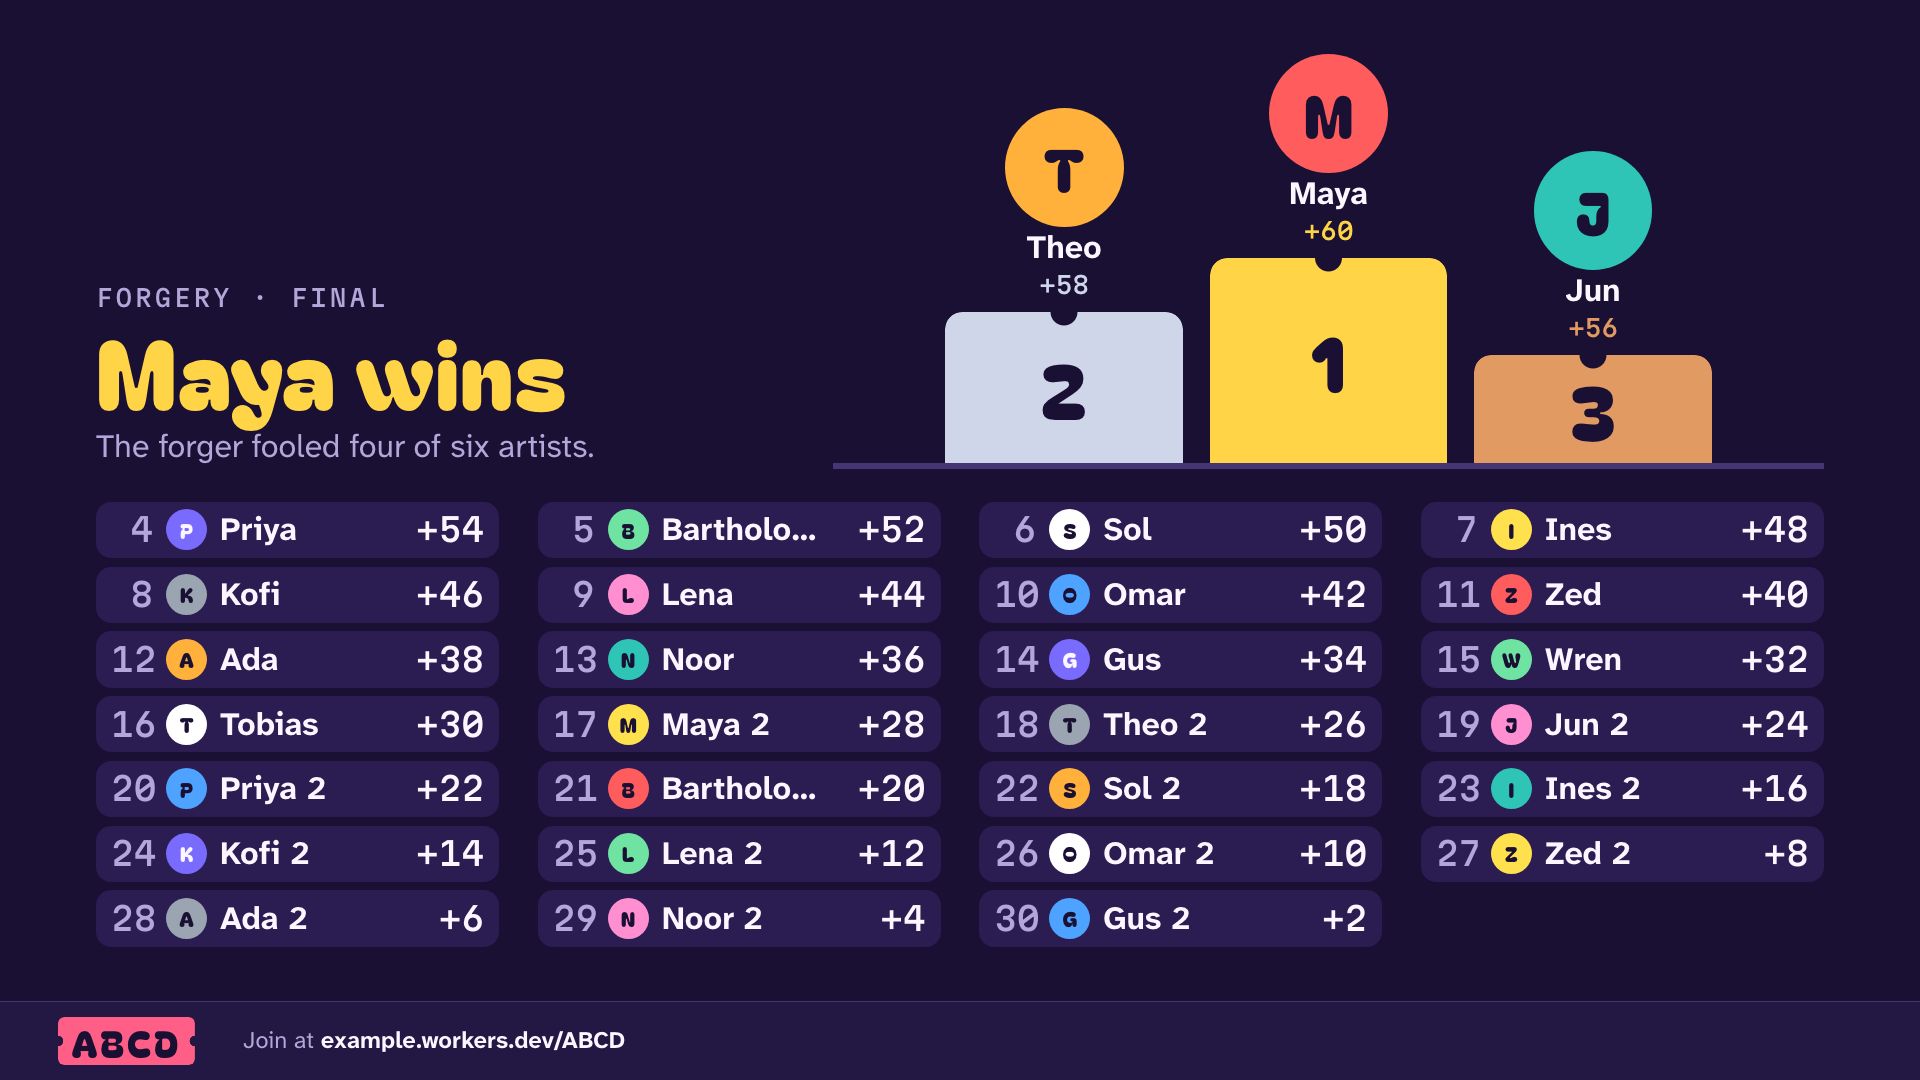 M
Maya
+60
T
Theo
+58
J
Jun
+56
1
2
3
FORGERY · FINAL
Maya wins
The forger fooled four of six artists.
4 P Priya +54
5 B Bartholo... +52
6 S Sol +50
7 I Ines +48
8 K Kofi +46
9 L Lena +44
10 O Omar +42
11 Z Zed +40
12 A Ada +38
13 N Noor +36
14 G Gus +34
15 W Wren +32
16 T Tobias +30
17 M Maya 2 +28
18 T Theo 2 +26
19 J Jun 2 +24
20 P Priya 2 +22
21 B Bartholo... +20
22 S Sol 2 +18
23 I Ines 2 +16
24 K Kofi 2 +14
25 L Lena 2 +12
26 O Omar 2 +10
27 Z Zed 2 +8
28 A Ada 2 +6
29 N Noor 2 +4
30 G Gus 2 +2
ABCD
Join at example.workers.dev/ABCD